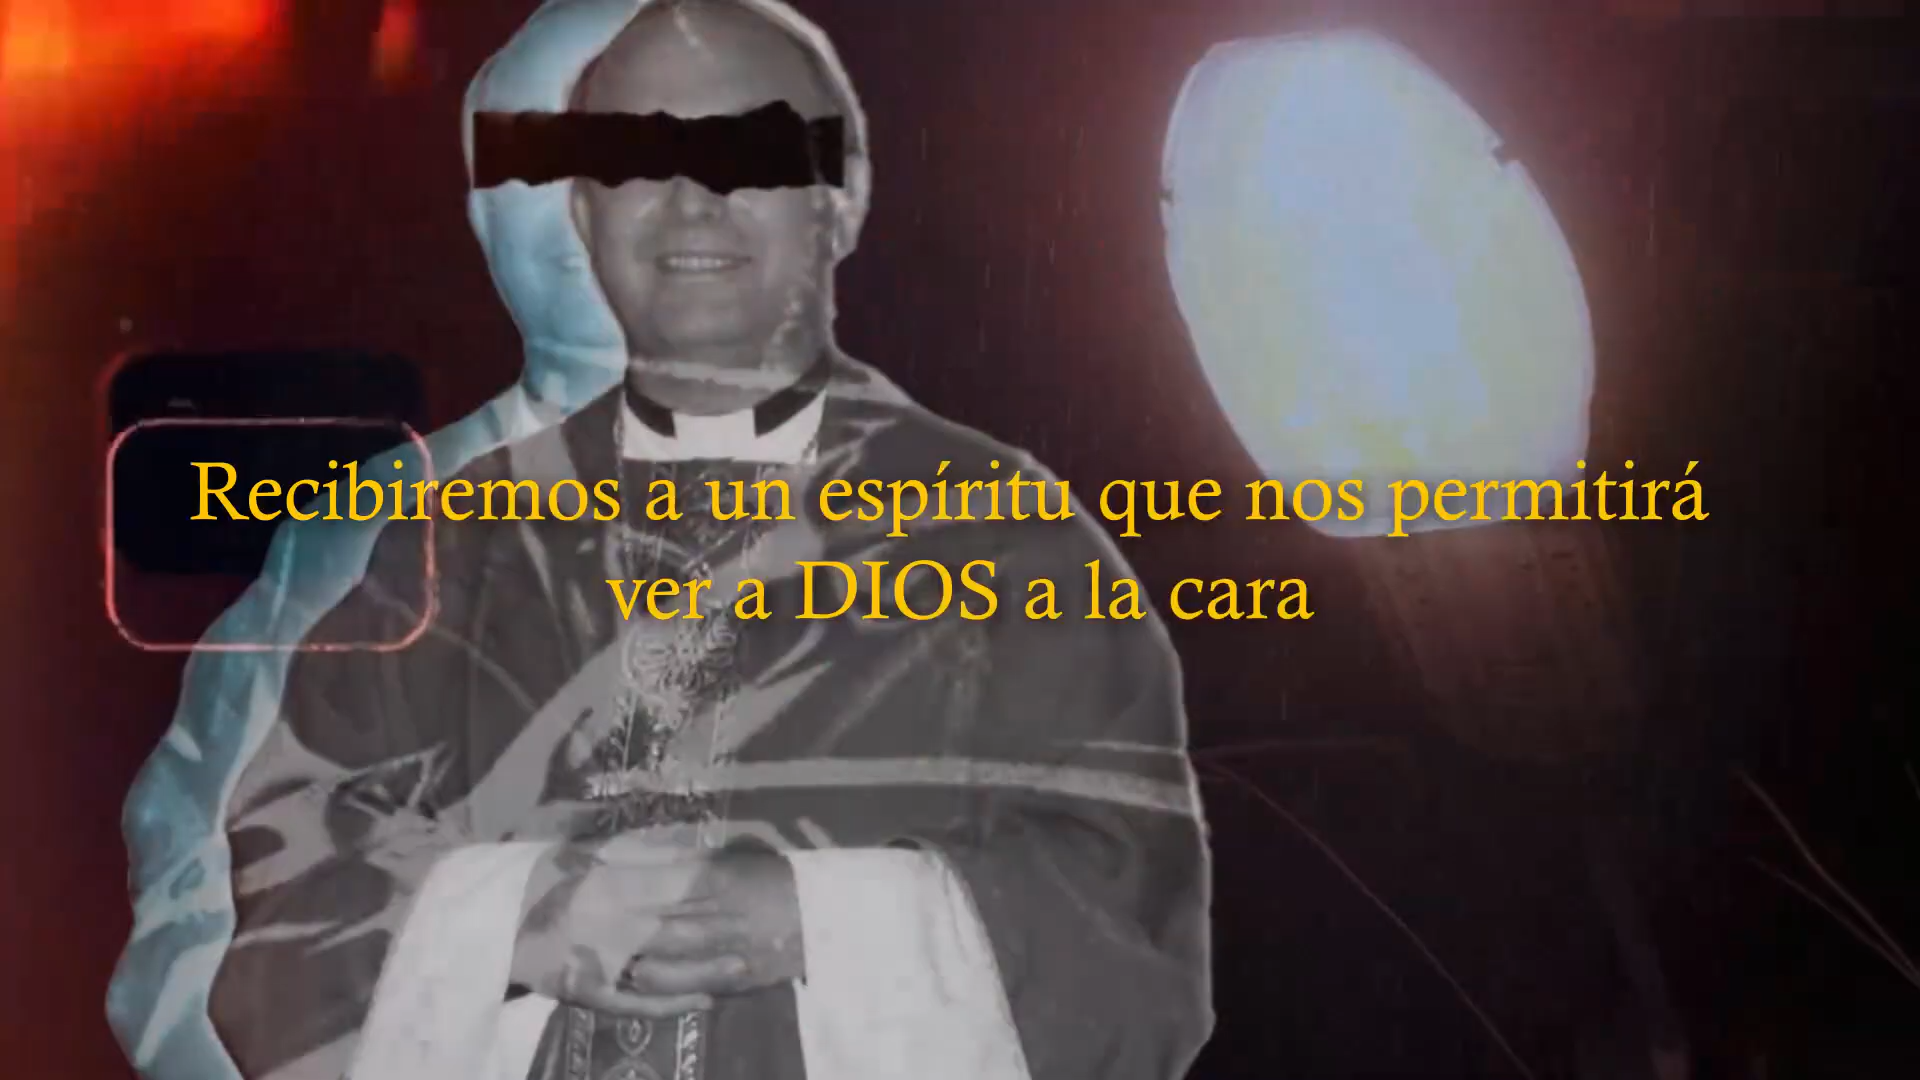 Recibiremos a un espíritu que nos permitirá
ver a DIOS a la cara